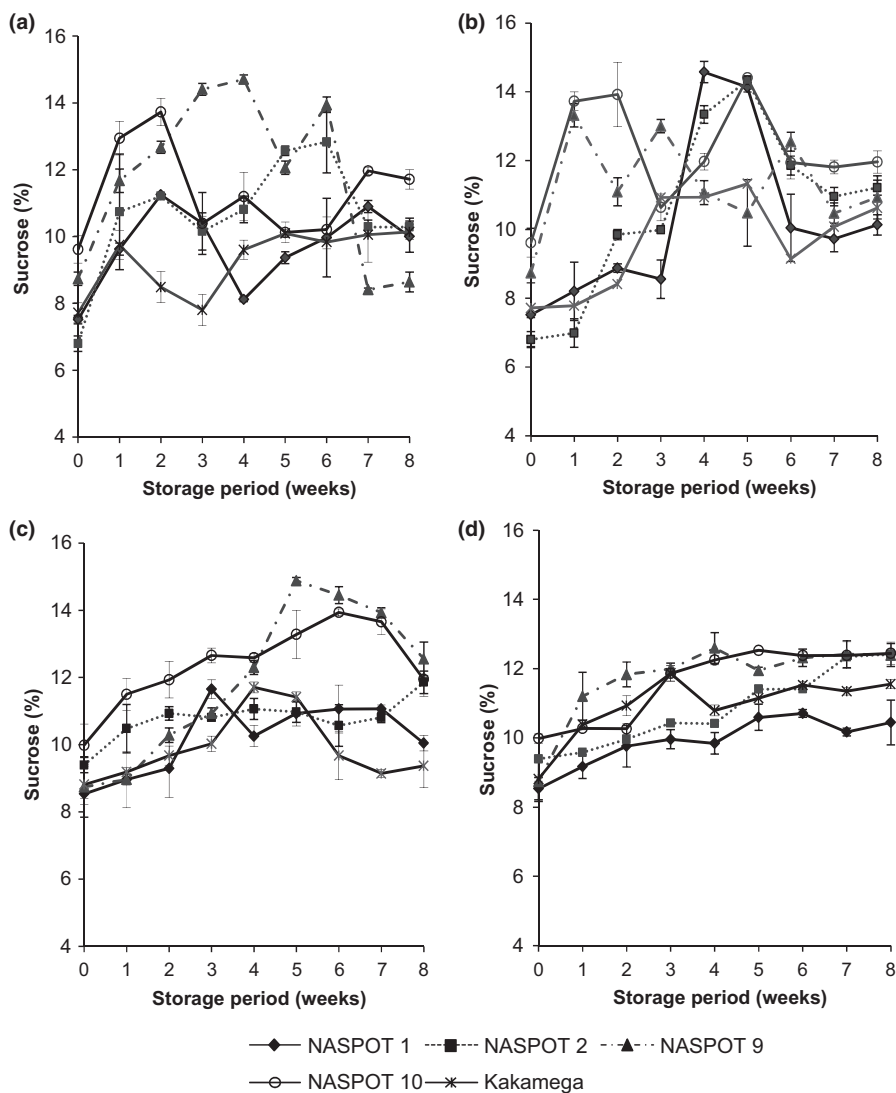 (a)
16
14
12
10
8
6
4
Sucrose (%)
0 1 2 3 4 5 6 7 8
Storage period (weeks)
(b)
16
14
12
10
8
6
4
Sucrose (%)
0 1 2 3 4 5 6 7 8
Storage period (weeks)
(c)
16
14
12
10
8
6
4
Sucrose (%)
0 1 2 3 4 5 6 7 8
Storage period (weeks)
(d)
16
14
12
10
8
6
4
Sucrose (%)
0 1 2 3 4 5 6 7 8
Storage period (weeks)
NASPOT 1 NASPOT 2 NASPOT 9
NASPOT 10 Kakamega